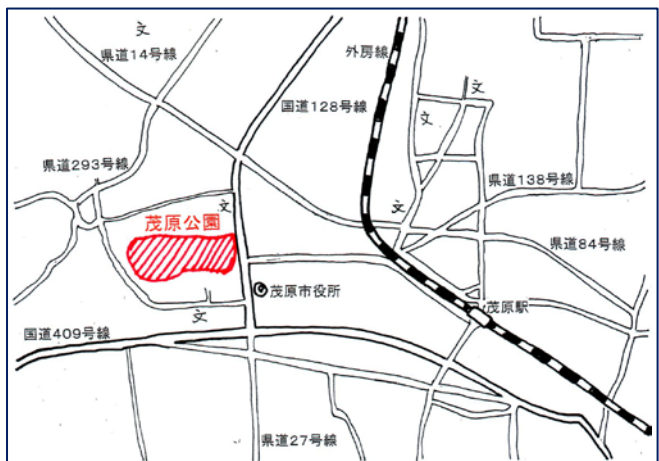 文
県道14号線
外房線
文
国道128号線
文
県道293号線
県道138号線
文
茂原公園
文
県道84号線
茂原市役所
茂原駅
文
国道409号線
県道27号線